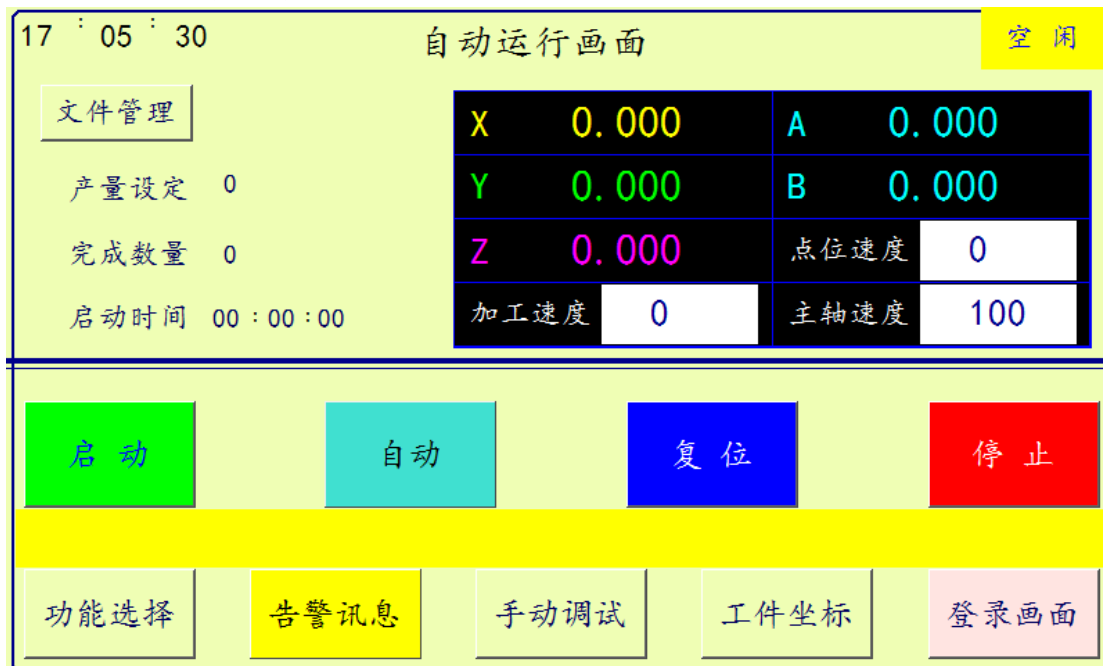 17 : 05 : 30
自动运行画面
空 闲
文件管理
X 0.000 A 0.000
产量设定 0
Y 0.000 B 0.000
完成数量 0
Z 0.000 点位速度 0
启动时间 00:00:00
加工速度 0 主轴速度 100
启 动 自动 复 位 停 止
功能选择 告警讯息 手动调试 工件坐标 登录画面